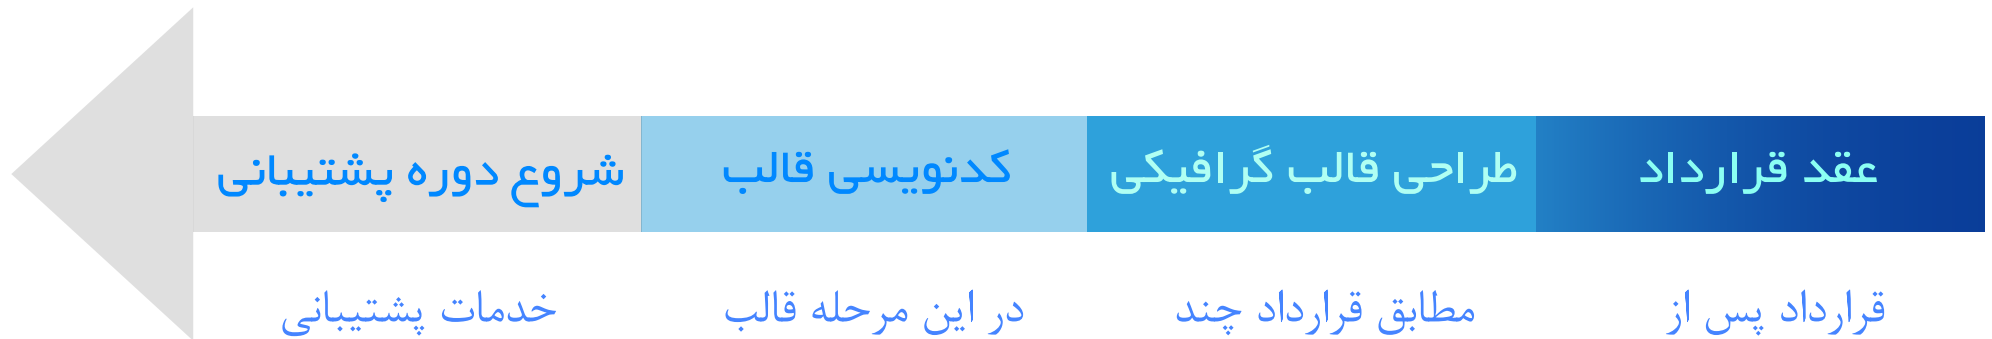 عقد قرارداد
طراحی قالب گرافیکی
کدنویسی قالب
شروع دوره پشتیبانی
قرارداد پس از
مطابق قرارداد چند
در این مرحله قالب
خدمات پشتیبانی